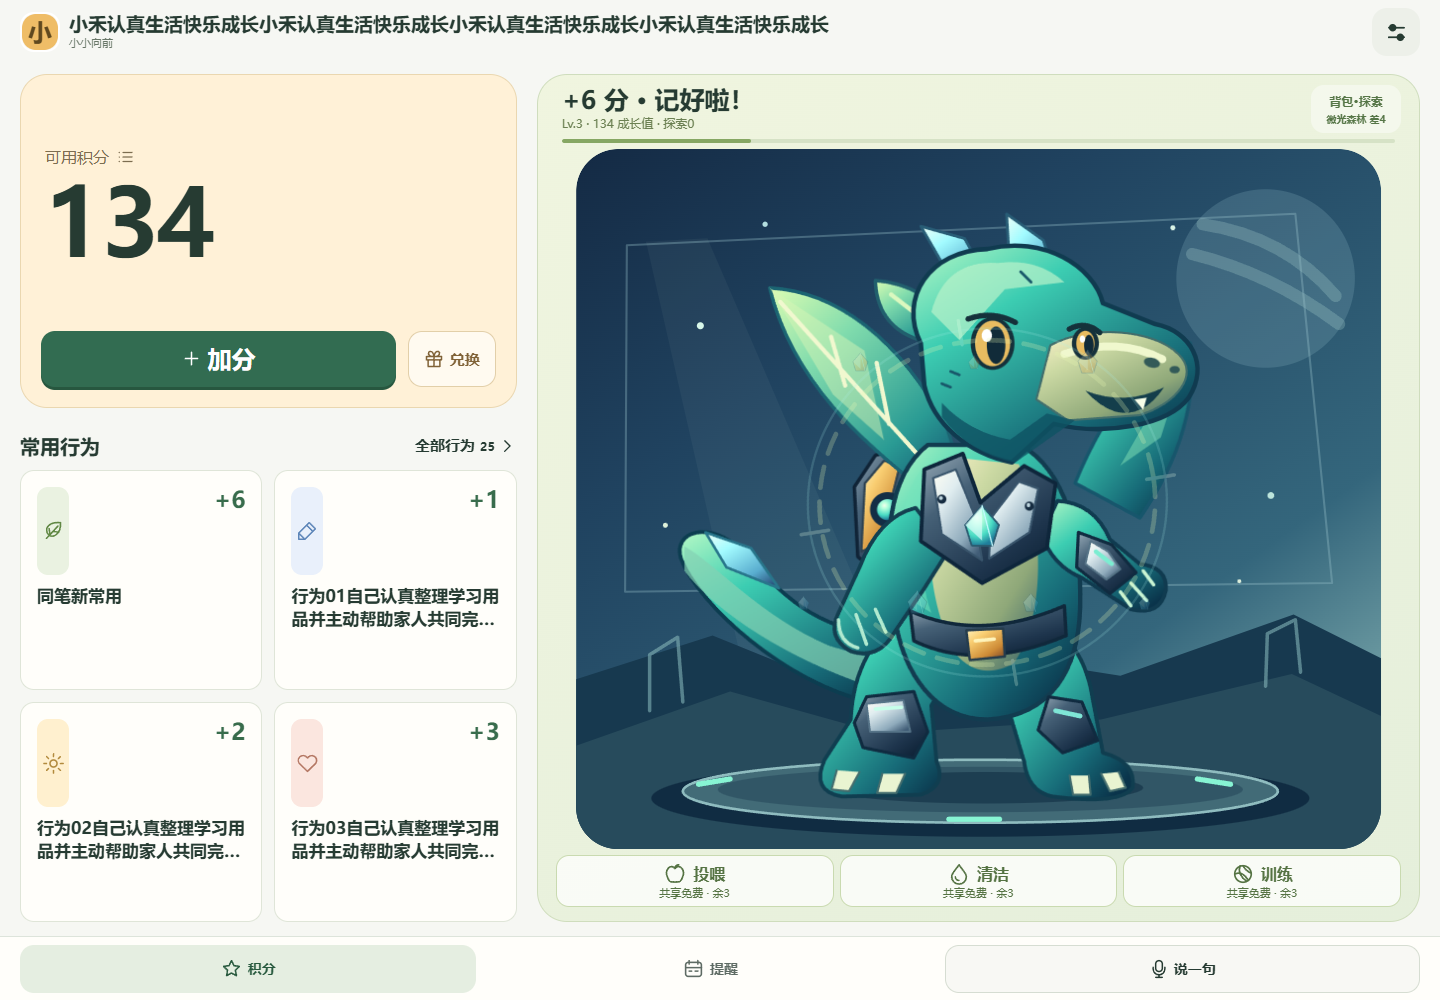 小
小禾认真生活快乐成长小禾认真生活快乐成长小禾认真生活快乐成长小禾认真生活快乐成长
小小向前
可用积分
134
+ 加分
兑换
常用行为
全部行为 25
+6
同笔新常用
+1
行为01自己认真整理学习用
品并主动帮助家人共同完...
+2
行为02自己认真整理学习用
品并主动帮助家人共同完...
+3
行为03自己认真整理学习用
品并主动帮助家人共同完...
+6 分 • 记好啦！
Lv.3 · 134 成长值 · 探索0
背包•探索
微光森林 差4
投喂
共享免费 · 余3
清洁
共享免费 · 余3
训练
共享免费 · 余3
积分
提醒
说一句